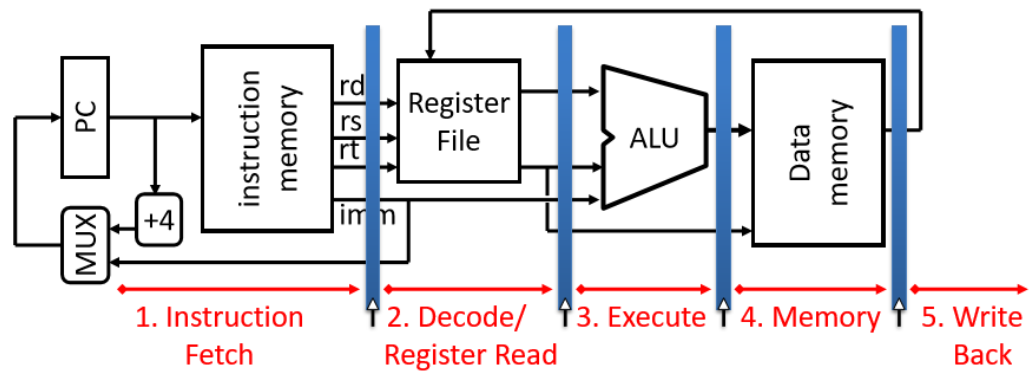 PC
instruction
memory
rd
rs
rt
imm
Register
File
ALU
Data
memory
+4
MUX
1. Instruction
Fetch
2. Decode/
Register Read
3. Execute
4. Memory
5. Write
Back